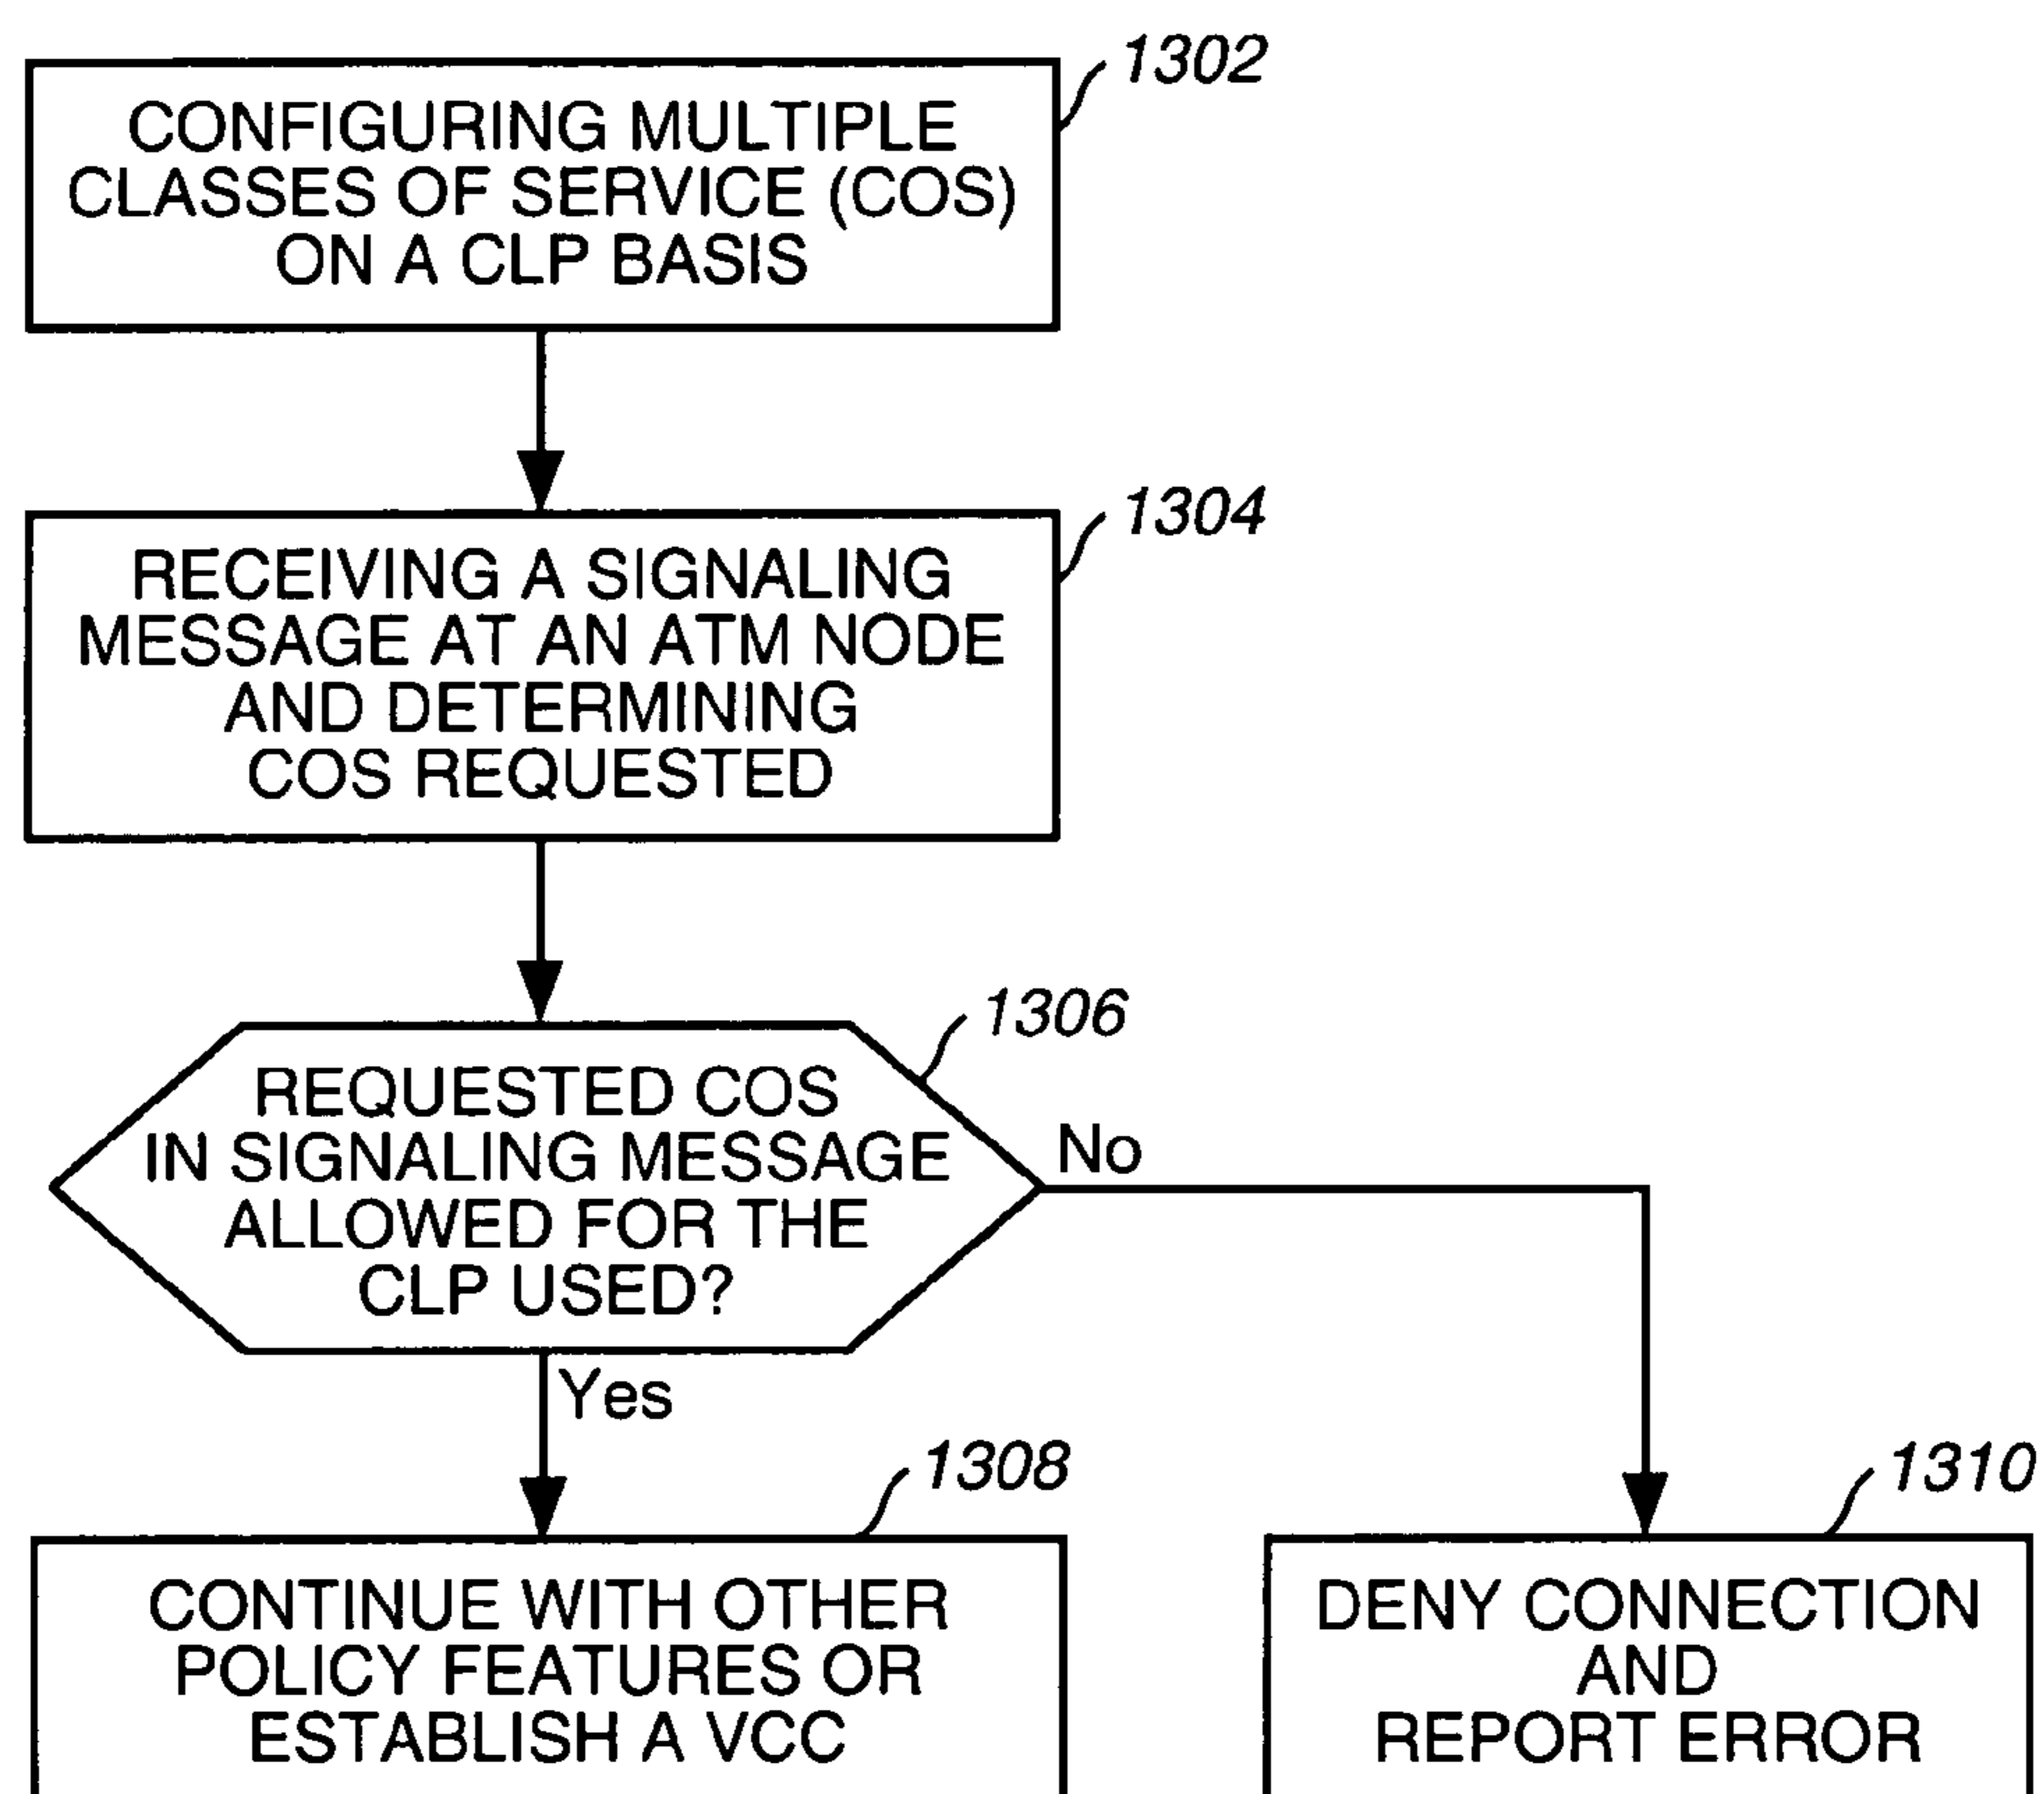 1302
CONFIGURING MULTIPLE
CLASSES OF SERVICE (COS)
ON A CLP BASIS
1304
RECEIVING A SIGNALING
MESSAGE AT AN ATM NODE
AND DETERMINING
COS REQUESTED
1306
REQUESTED COS
IN SIGNALING MESSAGE
ALLOWED FOR THE
CLP USED?
No
Yes
1308
CONTINUE WITH OTHER
POLICY FEATURES OR
ESTABLISH A VCC
1310
DENY CONNECTION
AND
REPORT ERROR